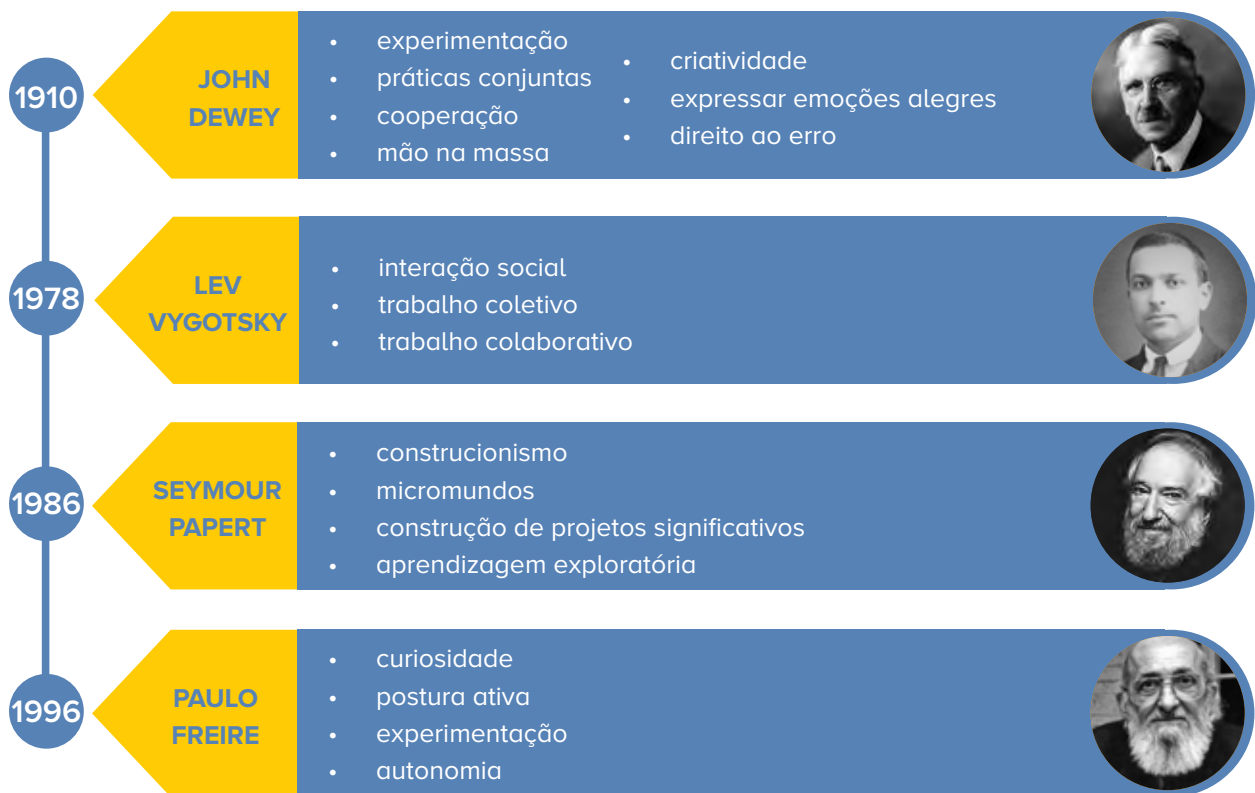 1910
JOHN
DEWEY
• experimentação
• práticas conjuntas
• cooperação
• mão na massa
• criatividade
• expressar emoções alegres
• direito ao erro
1978
LEV
VYGOTSKY
• interação social
• trabalho coletivo
• trabalho colaborativo
1986
SEYMOUR
PAPERT
• construcionismo
• micromundos
• construção de projetos significativos
• aprendizagem exploratória
1996
PAULO
FREIRE
• curiosidade
• postura ativa
• experimentação
• autonomia